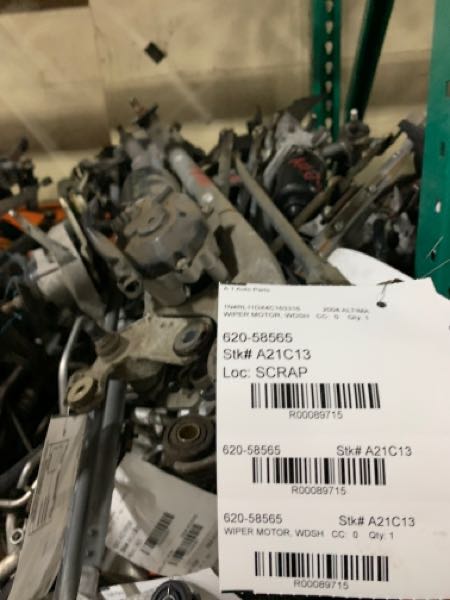 A 1 Auto Parts
2004 ALTIMA
WIPER MOTOR, WDSH CC: 0 Qty: 1
620-58565
Stk# A21C13
Loc: SCRAP
R00089715
620-58565 Stk# A21C13
R00089715
620-58565 Stk# A21C13
WIPER MOTOR, WDSH CC: 0 Qty: 1
R00089715